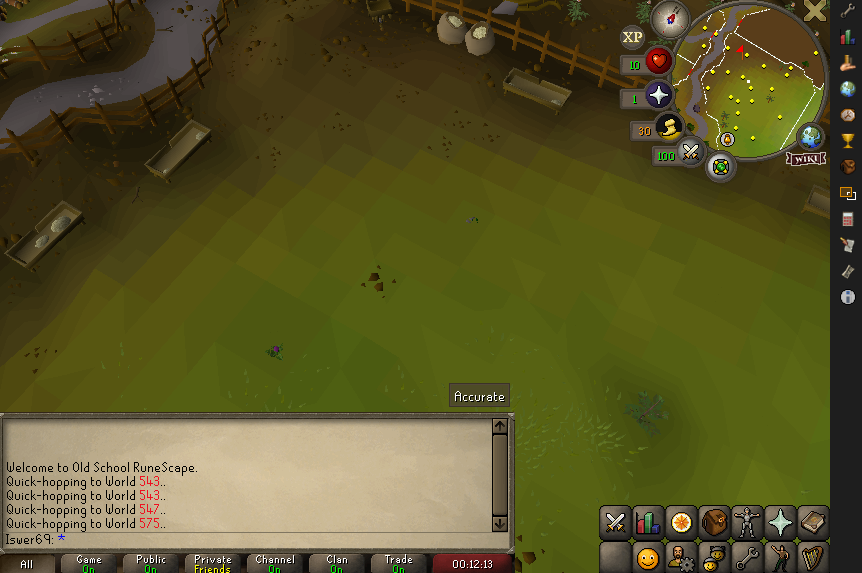 XP
10
1
30
100
WIKI
Accurate
Welcome to Old School RuneScape.
Quick-hopping to World 543..
Quick-hopping to World 543..
Quick-hopping to World 547..
Quick-hopping to World 575..
Iswer69: *
All
Game
On
Public
On
Private
Friends
Channel
On
Clan
On
Trade
On
00:12:13